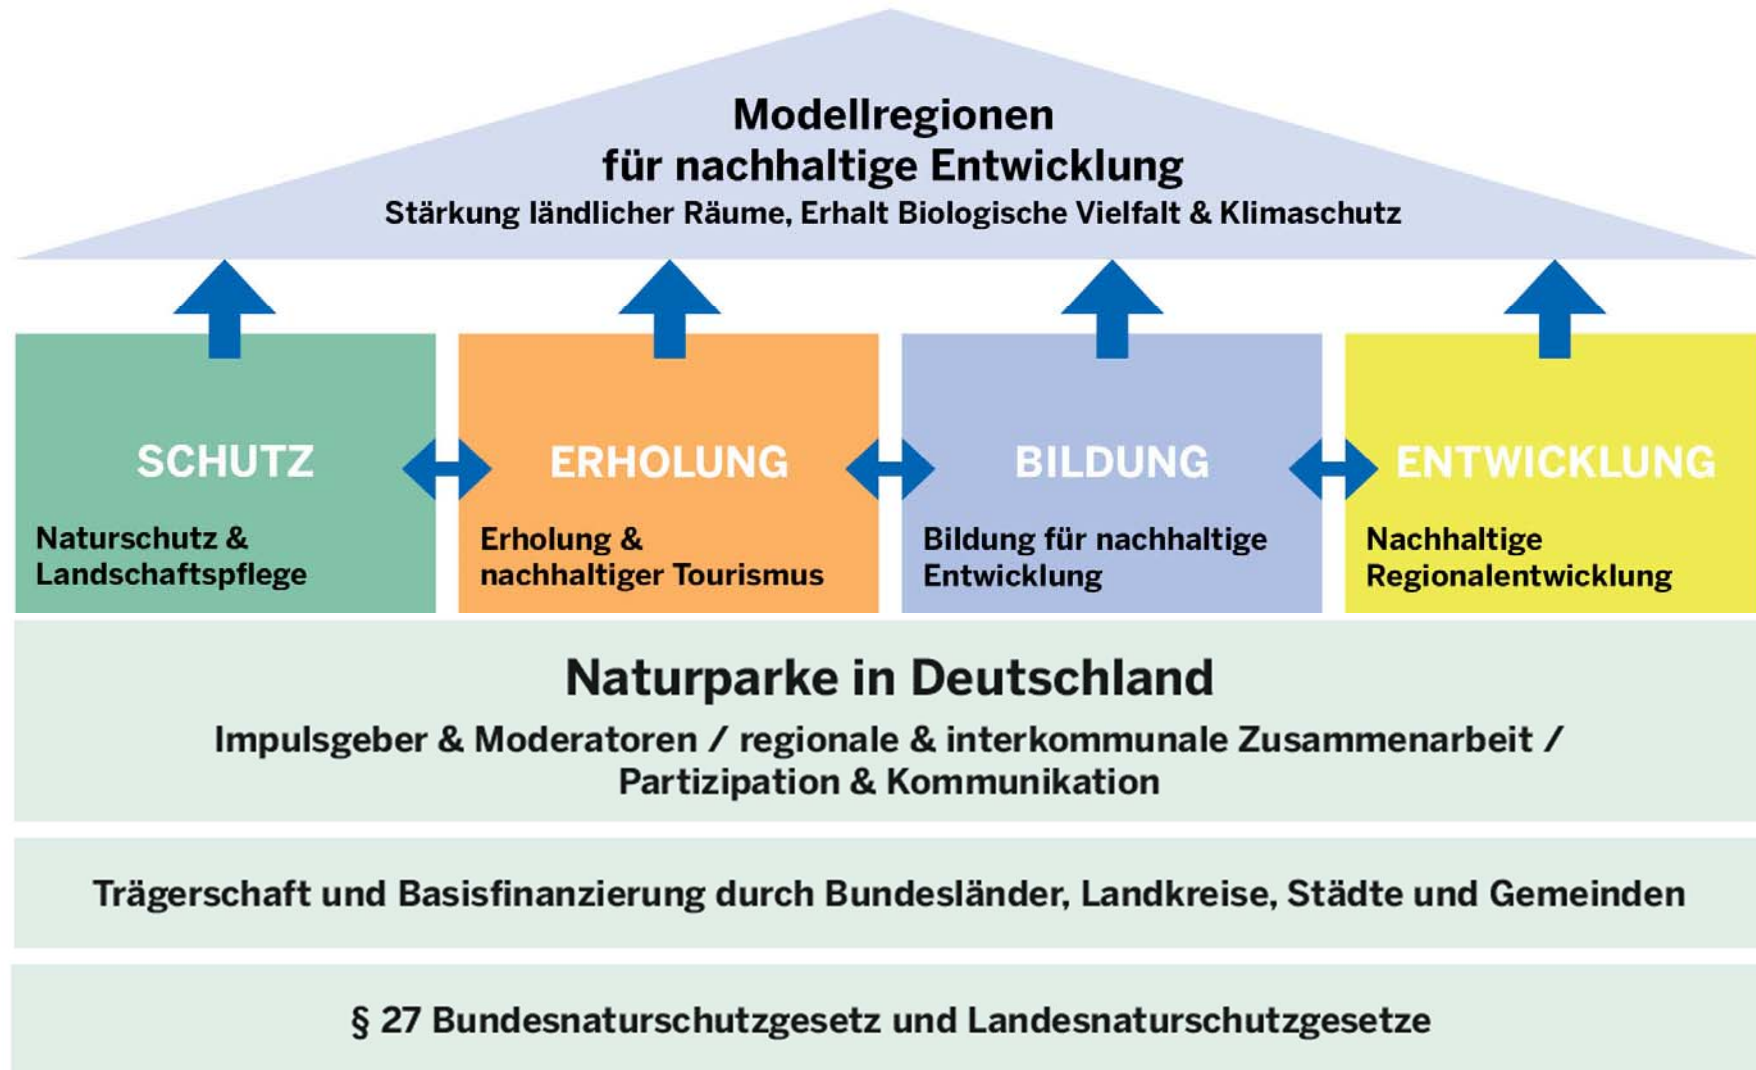 Modellregionen
für nachhaltige Entwicklung
Stärkung ländlicher Räume, Erhalt Biologische Vielfalt & Klimaschutz
SCHUTZ
Naturschutz &
Landschaftspflege
ERHOLUNG
Erholung &
nachhaltiger Tourismus
BILDUNG
Bildung für nachhaltige
Entwicklung
ENTWICKLUNG
Nachhaltige
Regionalentwicklung
Naturparke in Deutschland
Impulsgeber & Moderatoren / regionale & interkommunale Zusammenarbeit /
Partizipation & Kommunikation
Trägerschaft und Basisfinanzierung durch Bundesländer, Landkreise, Städte und Gemeinden
§ 27 Bundesnaturschutzgesetz und Landesnaturschutzgesetze